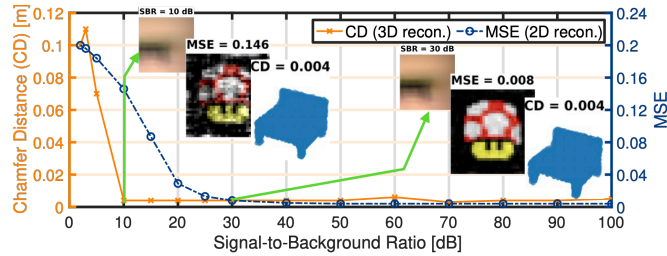 SBR = 10 dB
CD (3D recon.) MSE (2D recon.)
MSE = 0.146
CD = 0.004
SBR = 30 dB
MSE = 0.008
CD = 0.004
Chamfer Distance (CD) [m]
0.12
0.1
0.08
0.06
0.04
0.02
0
0.24
0.20
0.16
0.12
0.08
0.04
0
MSE
0 10 20 30 40 50 60 70 80 90 100
Signal-to-Background Ratio [dB]